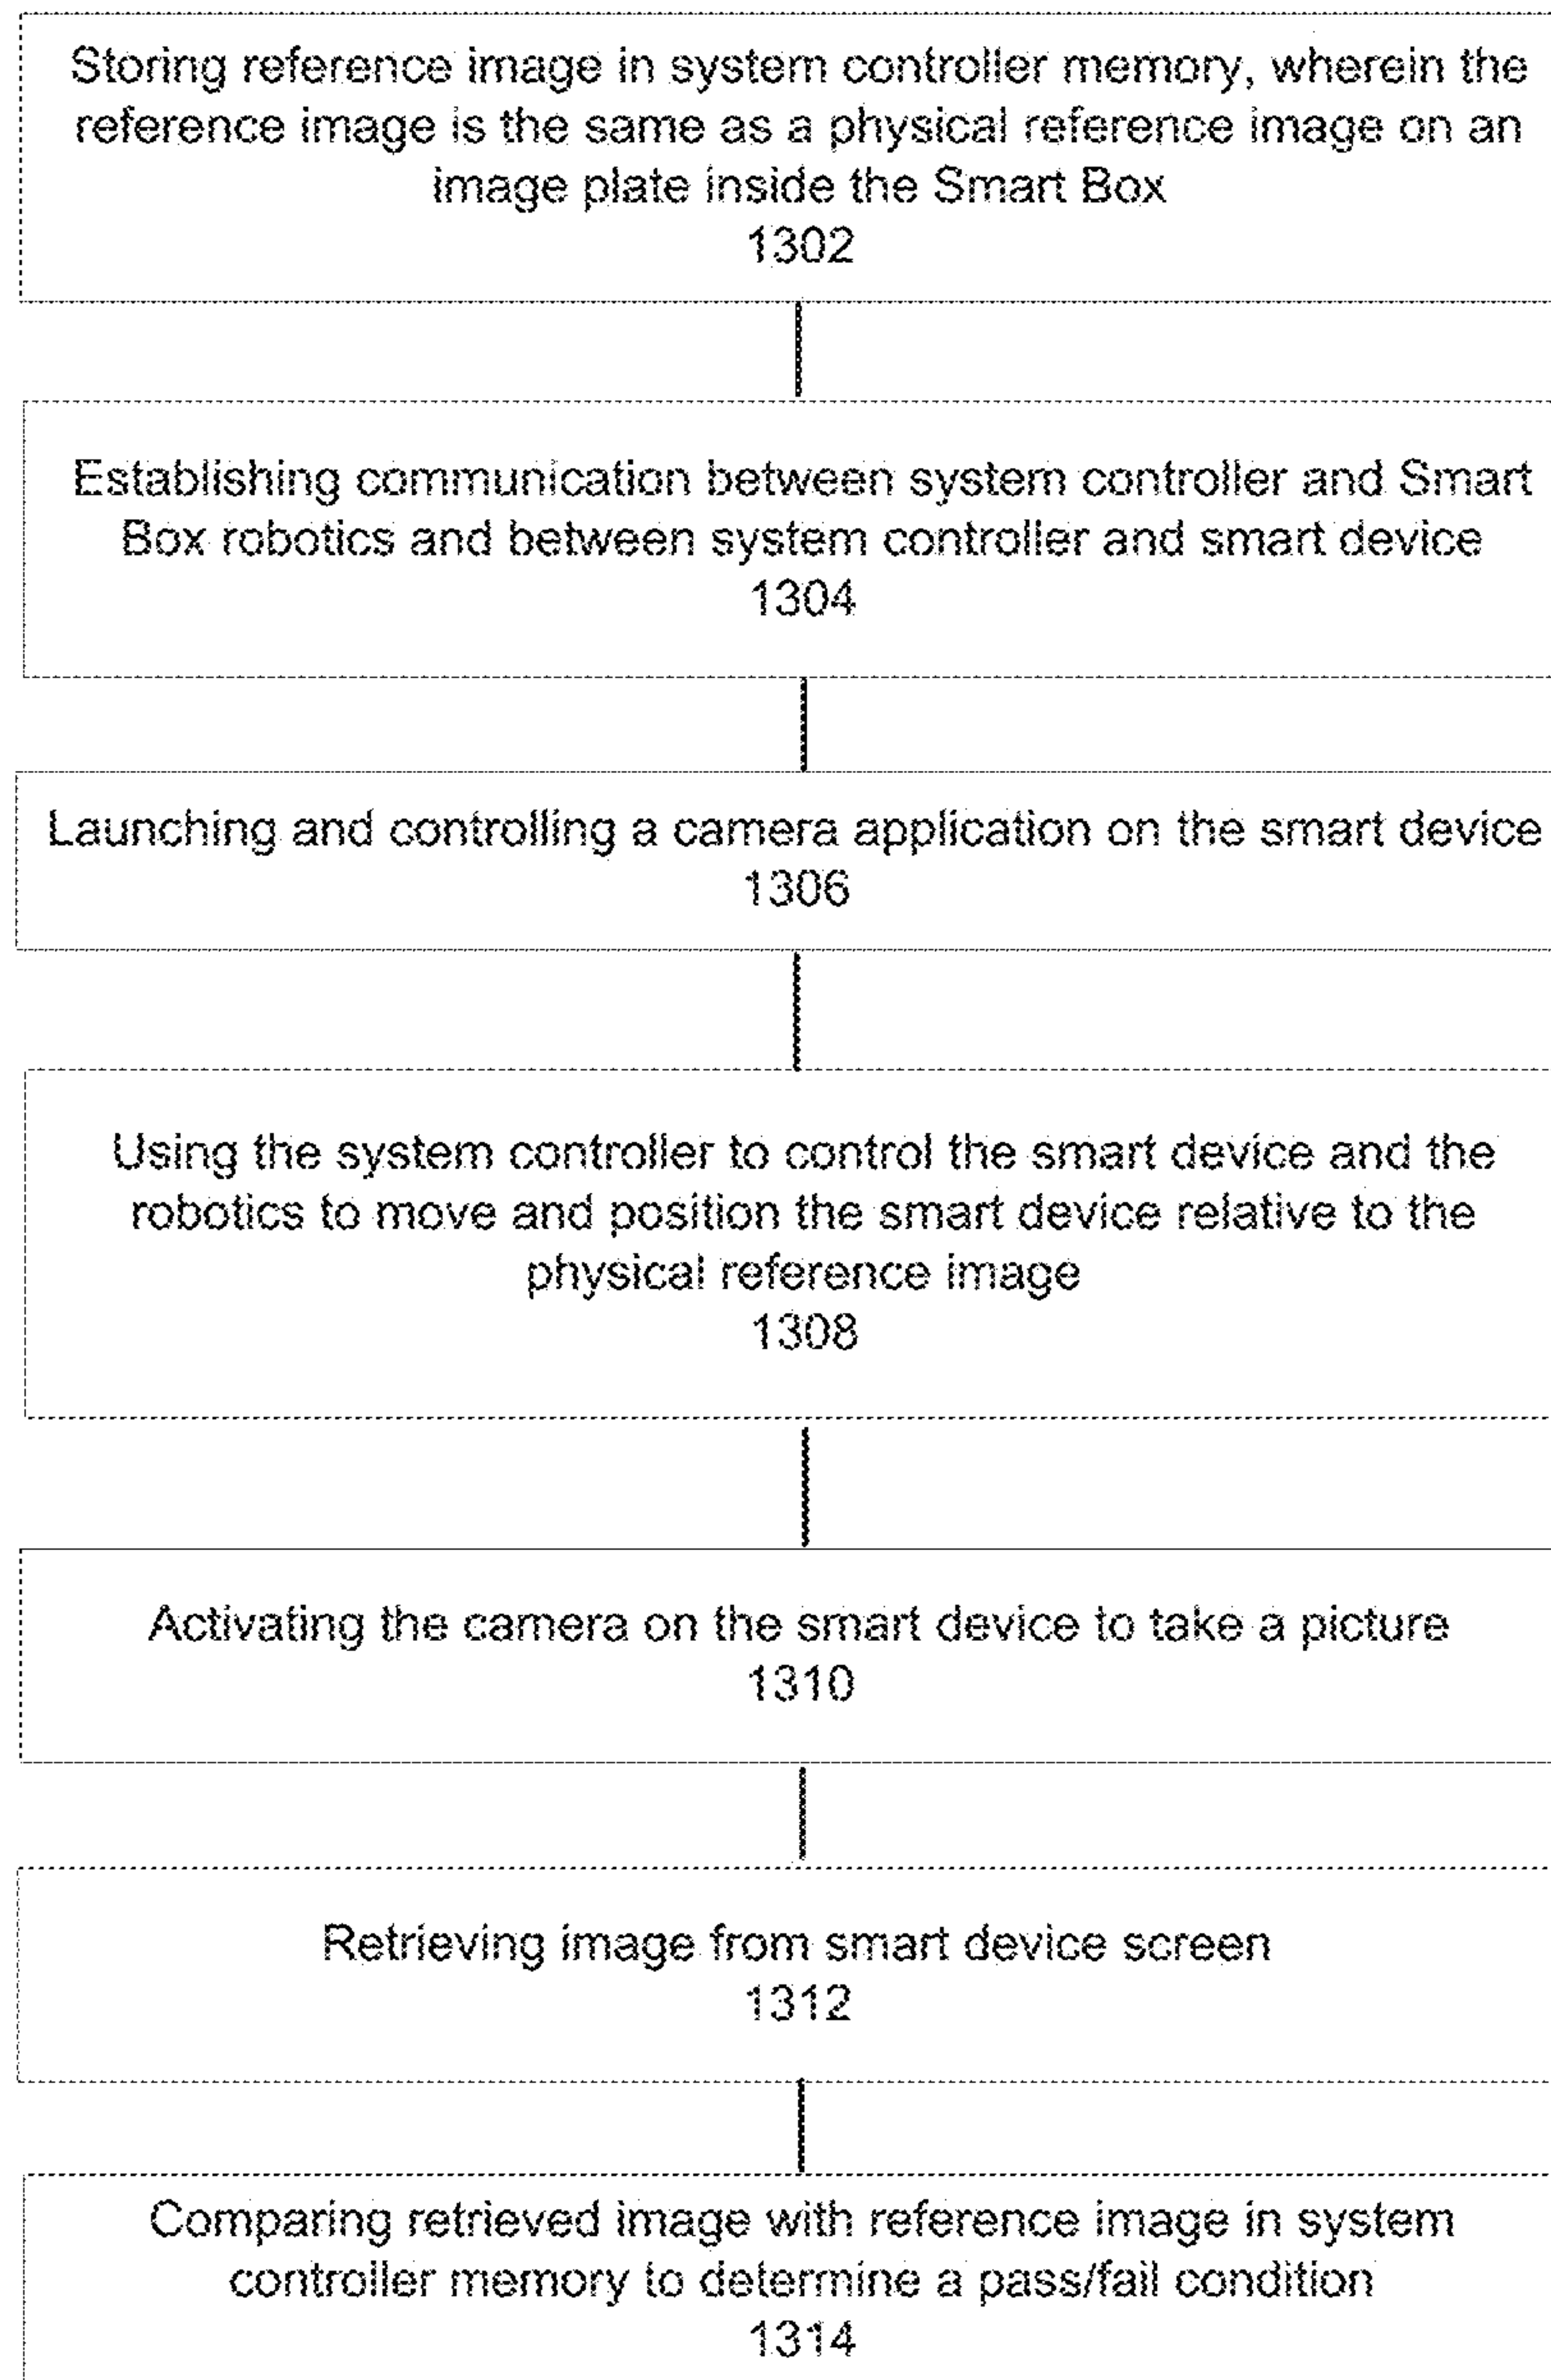 Storing reference image in system controller memory, wherein the
reference image is the same as a physical reference image on an
image plate inside the Smart Box
1302
Establishing communication between system controller and Smart
Box robotics and between system controller and smart device
1304
Launching and controlling a camera application on the smart device
1306
Using the system controller to control the smart device and the
robotics to move and position the smart device relative to the
physical reference image
1308
Activating the camera on the smart device to take a picture
1310
Retrieving image from smart device screen
1312
Comparing retrieved image with reference image in system
controller memory to determine a pass/fail condition
1314